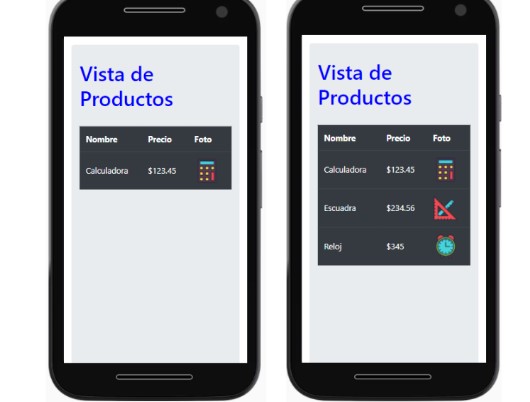 Vista de
Productos
Nombre Precio Foto
Calculadora $123.45
Vista de
Productos
Nombre Precio Foto
Calculadora $123.45
Escuadra $234.56
Reloj $345